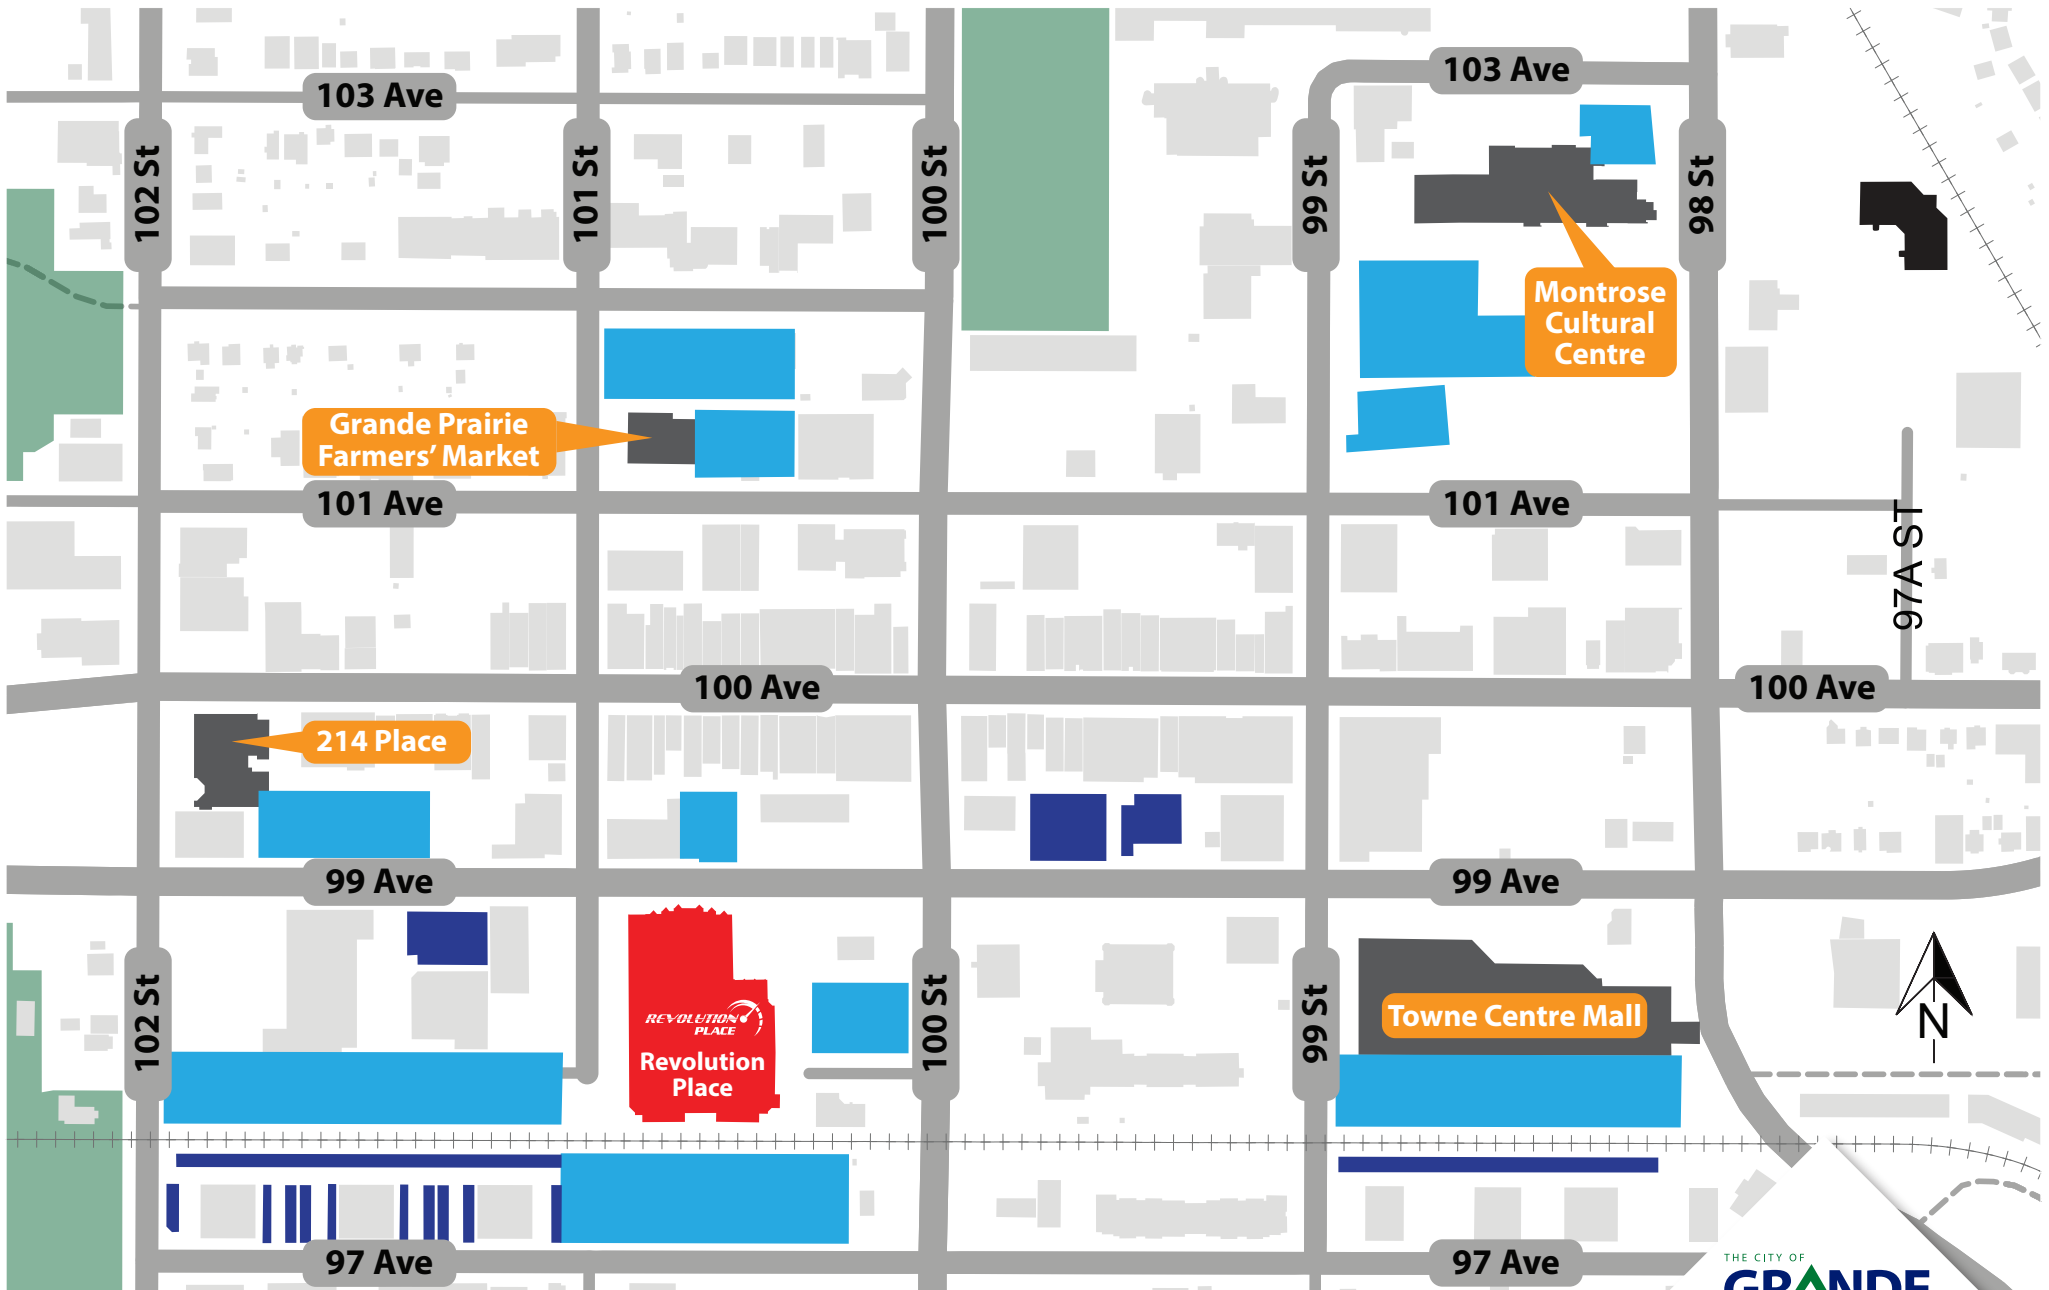 103 Ave
103 Ave
102 St
101 St
100 St
99 St
98 St
Montrose
Cultural
Centre
Grande Prairie
Farmers' Market
101 Ave
101 Ave
97A ST
100 Ave
100 Ave
214 Place
99 Ave
99 Ave
102 St
REVOLUTION
PLACE
Revolution
Place
100 St
99 St
Towne Centre Mall
N
97 Ave
97 Ave
THE CITY OF
GRANDE